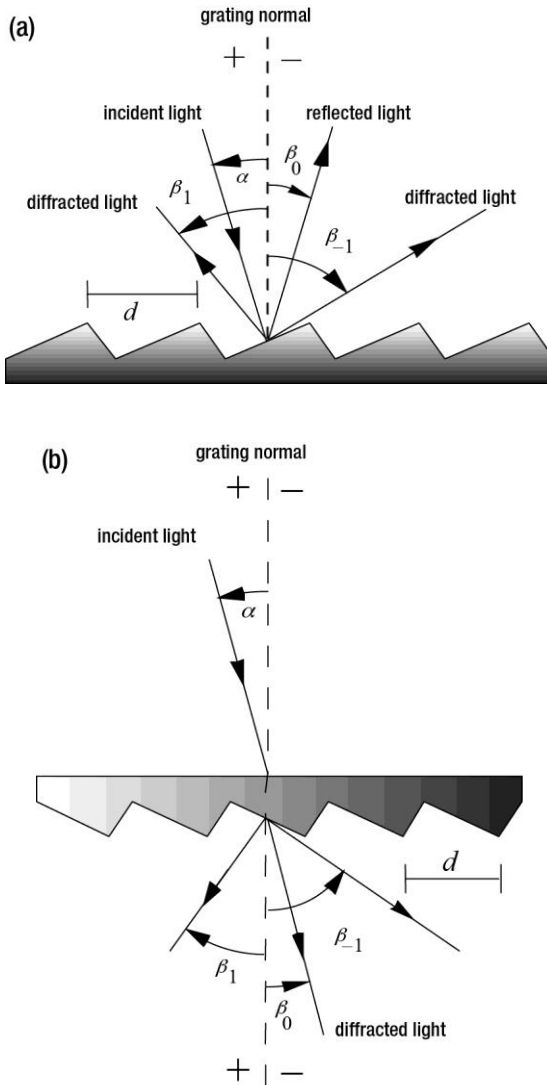 (a)
grating normal
+ −
incident light
reflected light
α
β0
β1
diffracted light
diffracted light
β−1
d
(b)
grating normal
+ −
incident light
α
d
β1
β−1
β0
diffracted light
+ −